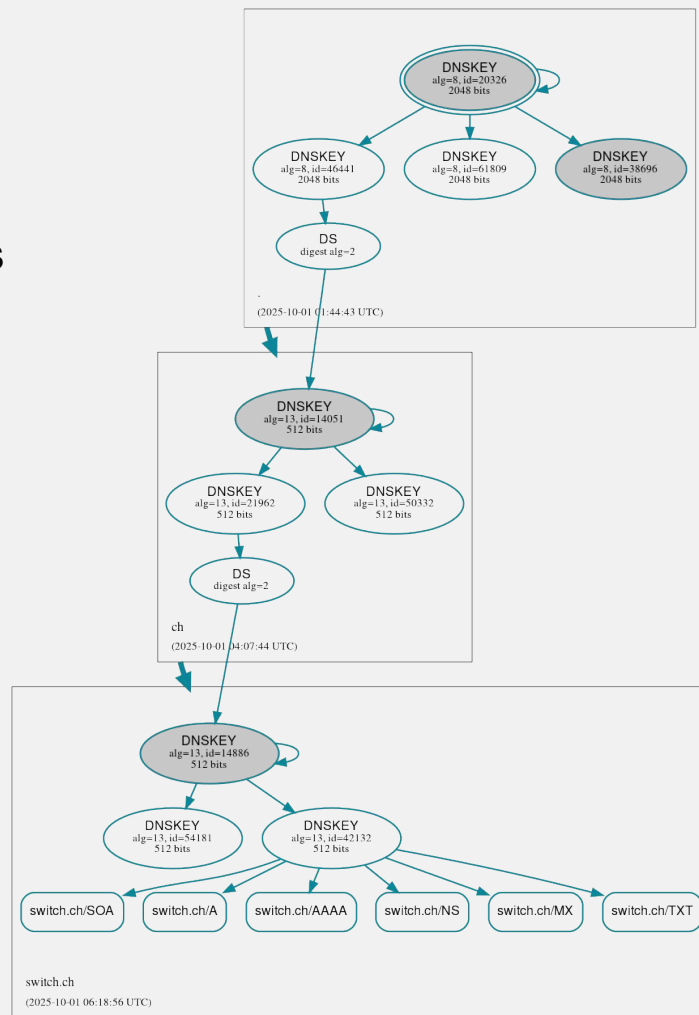 DNSKEY
alg=8, id=20326
2048 bits
DNSKEY
alg=8, id=46441
2048 bits
DNSKEY
alg=8, id=61809
2048 bits
DNSKEY
alg=8, id=38696
2048 bits
DS
digest alg=2
s
.
(2025-10-01 01:44:43 UTC)
DNSKEY
alg=13, id=14051
512 bits
DNSKEY
alg=13, id=21962
512 bits
DNSKEY
alg=13, id=50332
512 bits
DS
digest alg=2
ch
(2025-10-01 04:07:44 UTC)
DNSKEY
alg=13, id=14886
512 bits
DNSKEY
alg=13, id=54181
512 bits
DNSKEY
alg=13, id=42132
512 bits
switch.ch/SOA
switch.ch/A
switch.ch/AAAA
switch.ch/NS
switch.ch/MX
switch.ch/TXT
switch.ch
(2025-10-01 06:18:56 UTC)